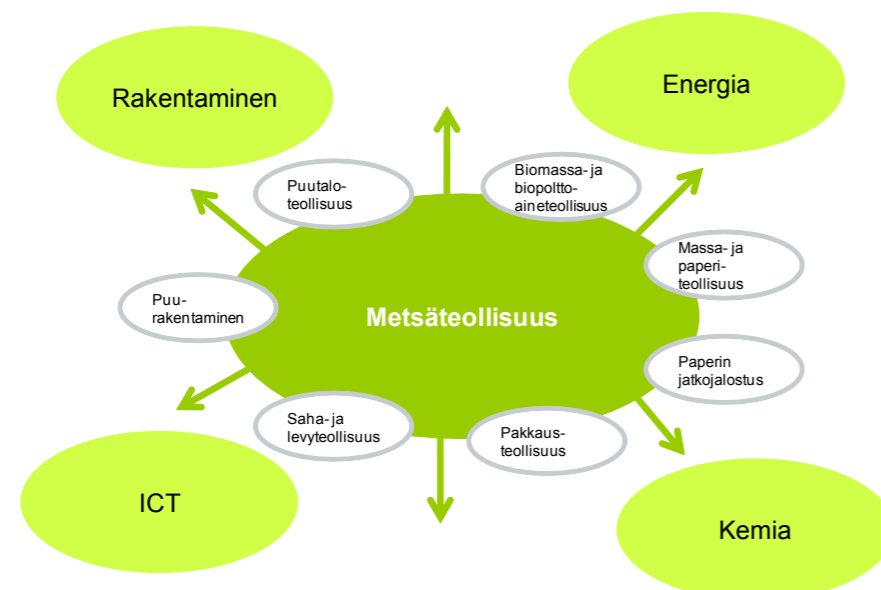 Rakentaminen
Energia
Puutalo-
teollisuus
Biomassa- ja
biopoltto-
aineteollisuus
Massa- ja
paperi-
teollisuus
Puu-
rakentaminen
Metsäteollisuus
Paperin
jatkojalostus
Saha- ja
levyteollisuus
Pakkaus-
teollisuus
ICT
Kemia